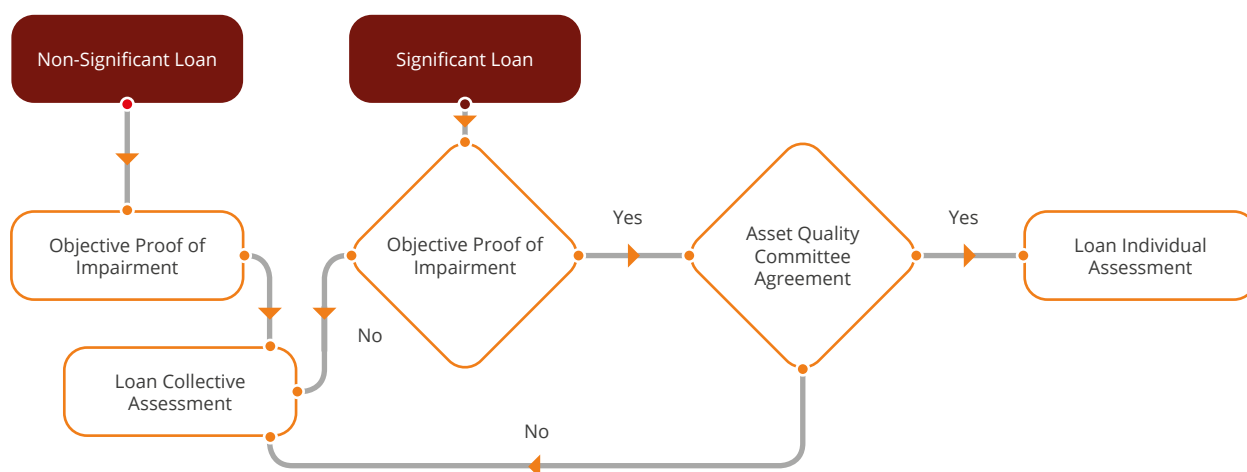 Non-Significant Loan
Significant Loan
Objective Proof of
Impairment
Objective Proof of
Impairment
Yes
Asset Quality
Committee
Agreement
Yes
Loan Individual
Assessment
No
Loan Collective
Assessment
No